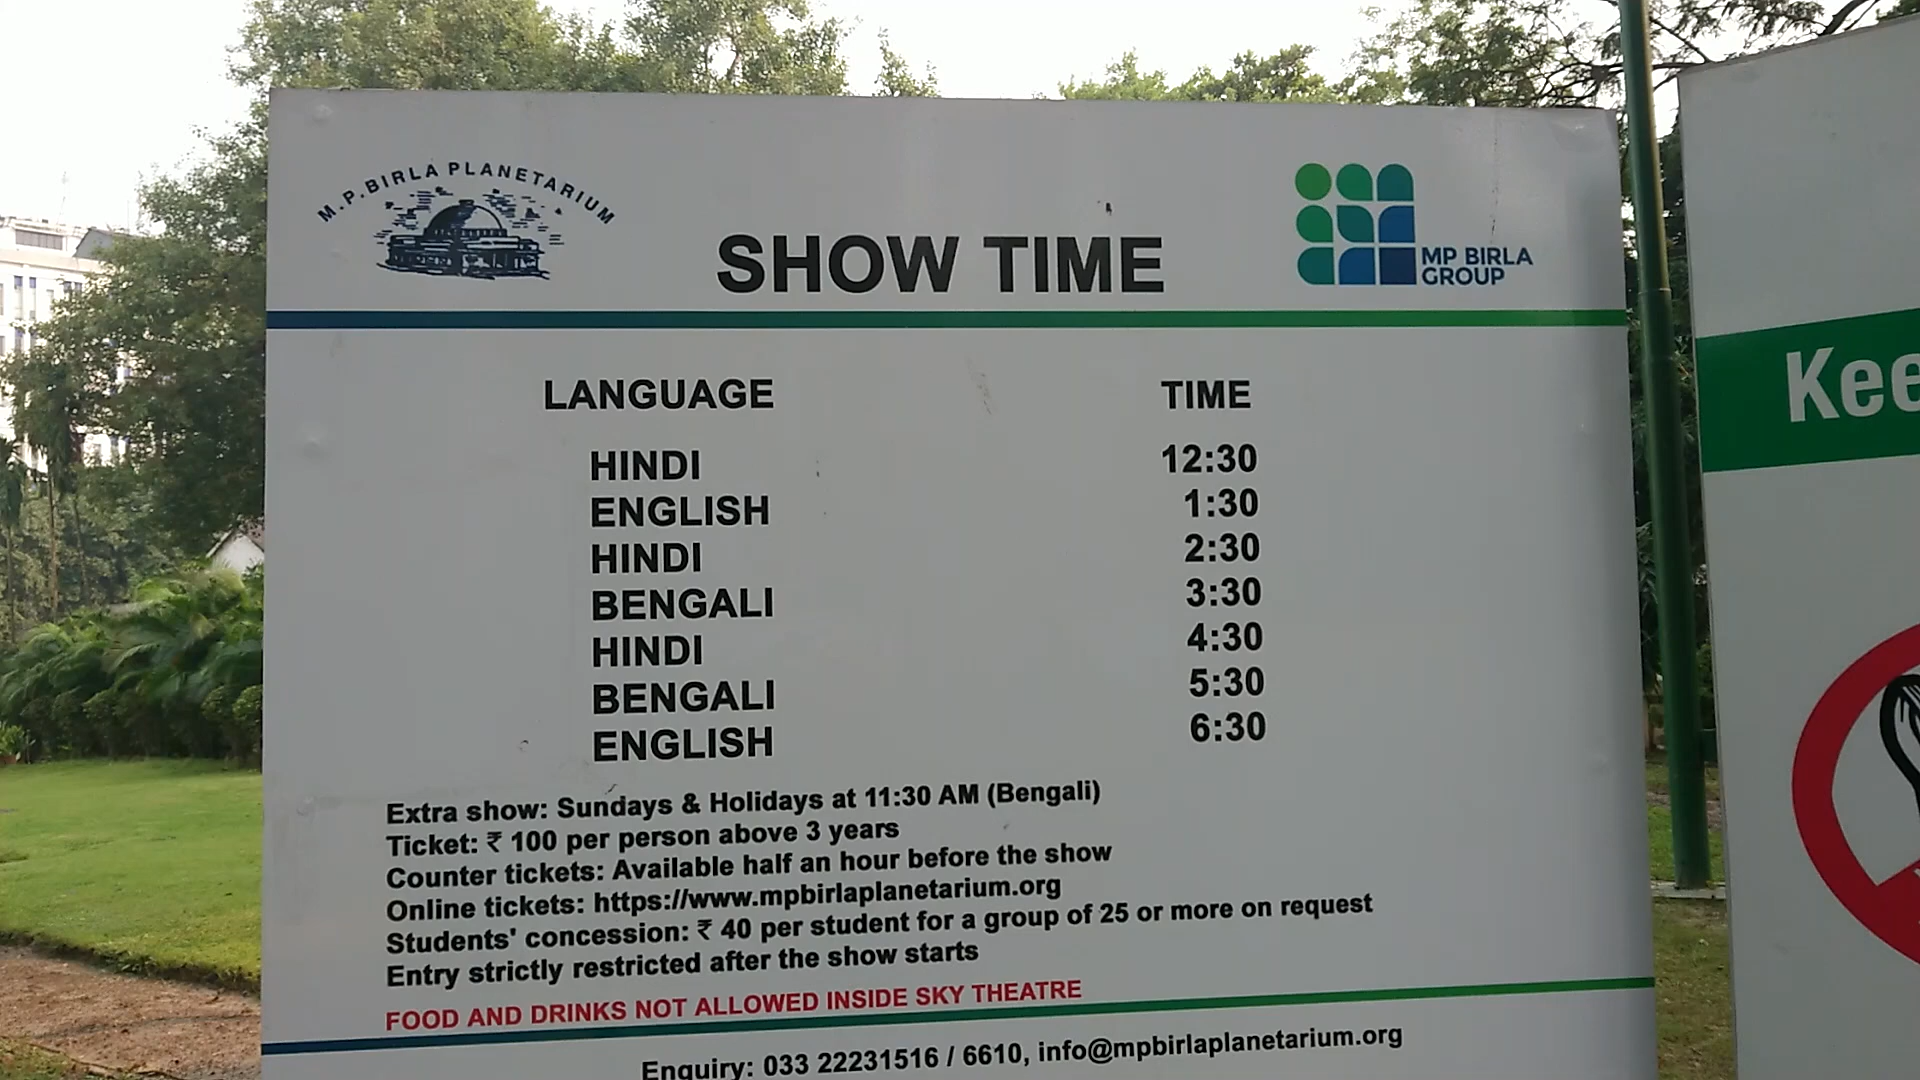 M.P. BIRLA PLANETARIUM
SHOW TIME
MP BIRLA
GROUP
LANGUAGE TIME
HINDI 12:30
ENGLISH 1:30
HINDI 2:30
BENGALI 3:30
HINDI 4:30
BENGALI 5:30
ENGLISH 6:30
Extra show: Sundays & Holidays at 11:30 AM (Bengali)
Ticket: ₹ 100 per person above 3 years
Counter tickets: Available half an hour before the show
Online tickets: https://www.mpbirlaplanetarium.org
Students' concession: ₹ 40 per student for a group of 25 or more on request
Entry strictly restricted after the show starts
FOOD AND DRINKS NOT ALLOWED INSIDE SKY THEATRE
Enquiry: 033 22231516 / 6610, info@mpbirlaplanetarium.org
Kee